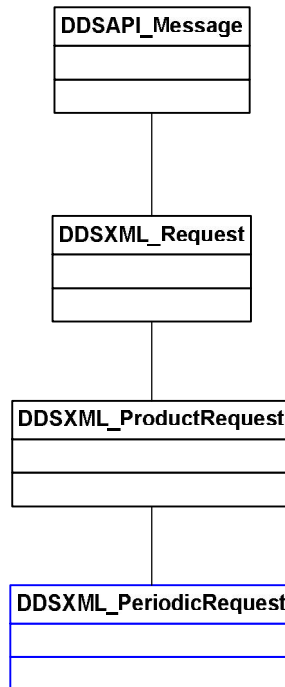 DDSAPI_Message
DDSXML_Request
DDSXML_ProductRequest
DDSXML_PeriodicRequest